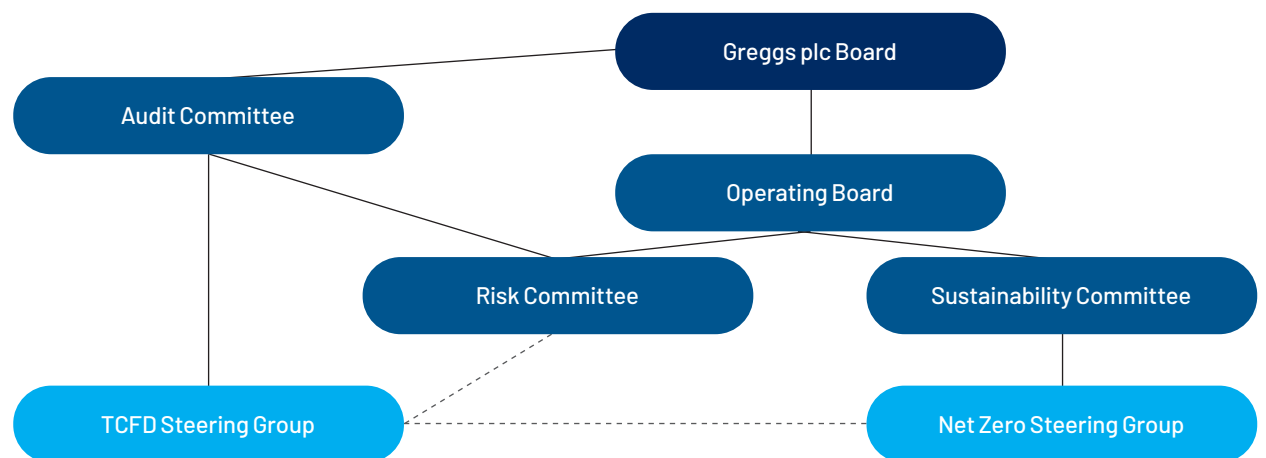 Greggs plc Board
Audit Committee
Operating Board
Risk Committee
Sustainability Committee
TCFD Steering Group
Net Zero Steering Group